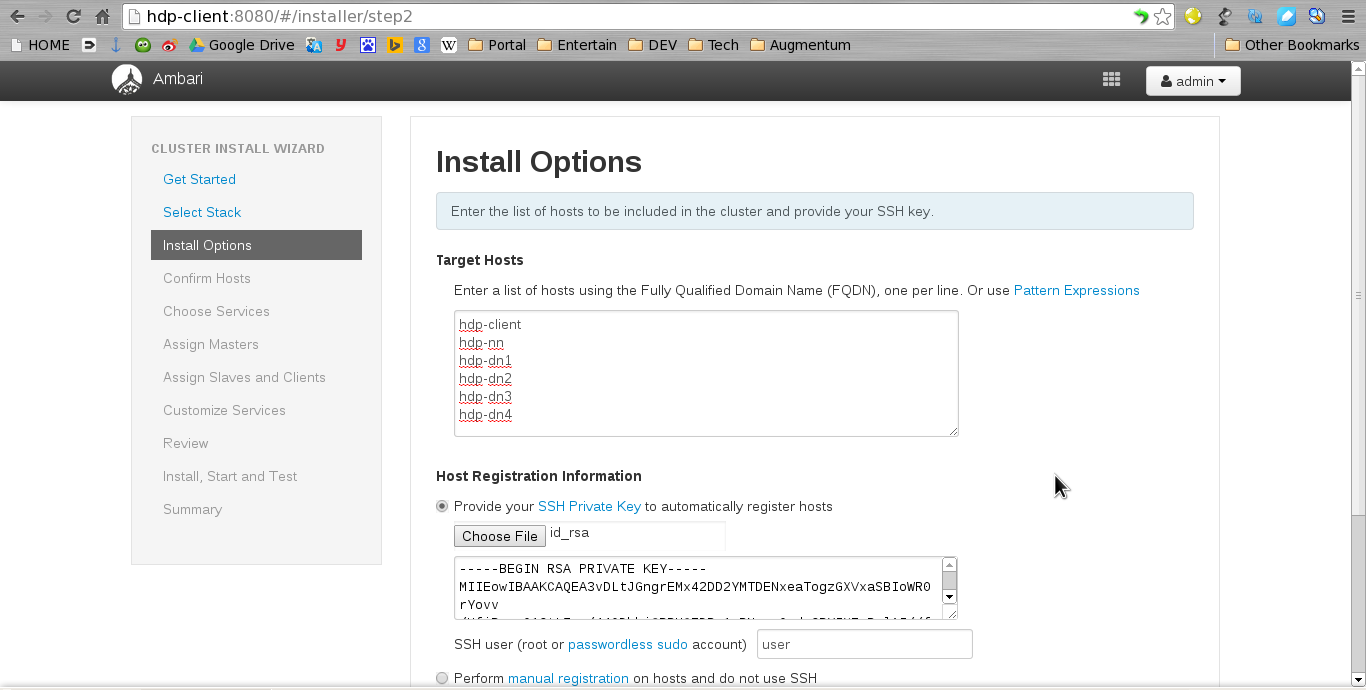 hdp-client:8080/#/installer/step2
HOME
Google Drive
Portal
Entertain
DEV
Tech
Augmentum
Other Bookmarks
Ambari
admin
CLUSTER INSTALL WIZARD
Get Started
Select Stack
Install Options
Confirm Hosts
Choose Services
Assign Masters
Assign Slaves and Clients
Customize Services
Review
Install, Start and Test
Summary
Install Options
Enter the list of hosts to be included in the cluster and provide your SSH key.
Target Hosts
Enter a list of hosts using the Fully Qualified Domain Name (FQDN), one per line. Or use Pattern Expressions
hdp-client
hdp-nn
hdp-dn1
hdp-dn2
hdp-dn3
hdp-dn4
Host Registration Information
Provide your SSH Private Key to automatically register hosts
Choose File id_rsa
-----BEGIN RSA PRIVATE KEY-----
MIIEowIBAAKCAQEA3vDLtJGngrEMx42DD2YMTDENxeaTogzGXVxaSBIoWR0
rYovv
SSH user (root or passwordless sudo account) user
Perform manual registration on hosts and do not use SSH